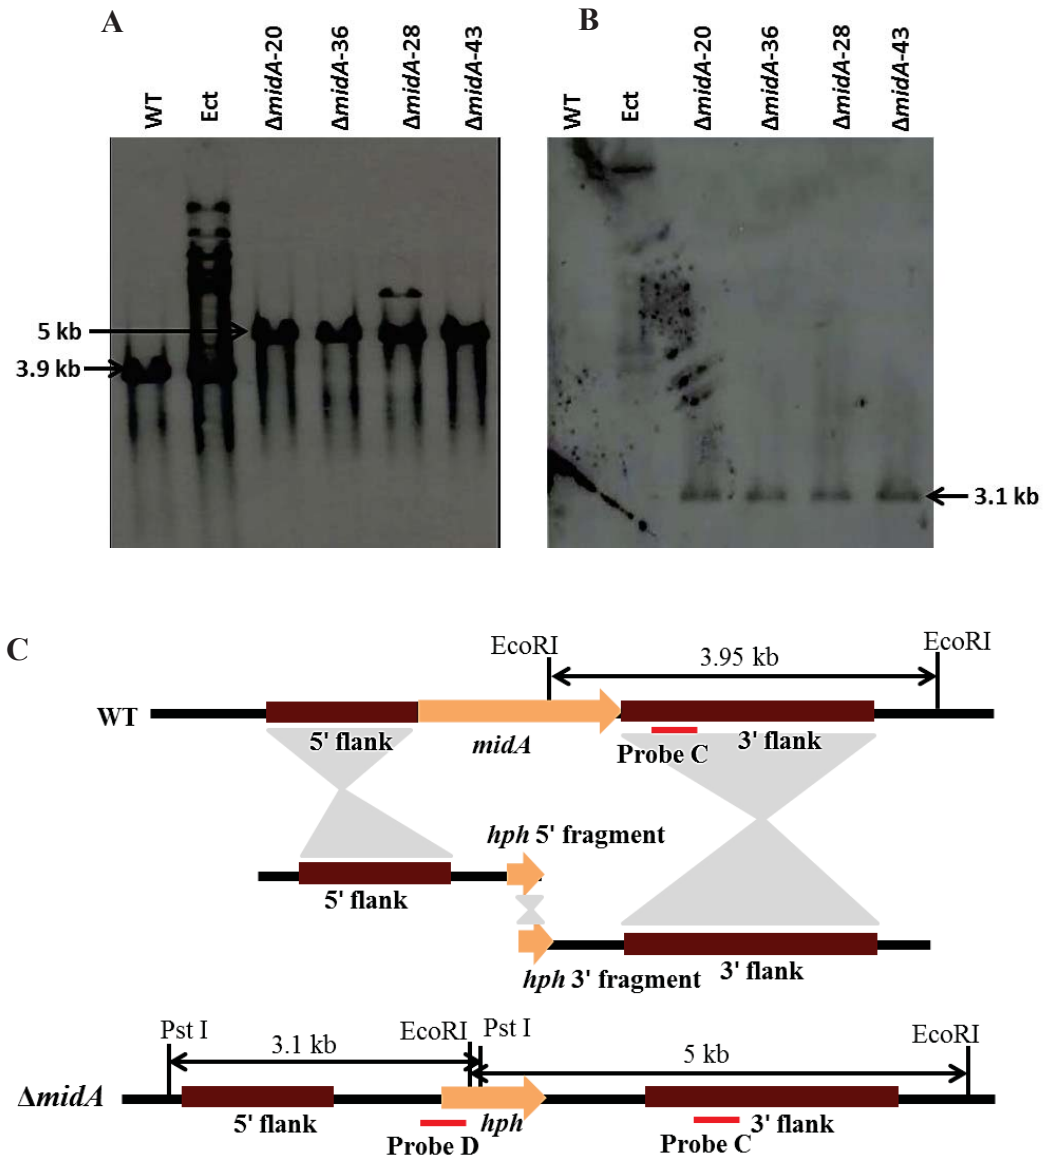 A
WT
Ect
ΔmidA-20
ΔmidA-36
ΔmidA-28
ΔmidA-43
5 kb
3.9 kb
B
WT
Ect
ΔmidA-20
ΔmidA-36
ΔmidA-28
ΔmidA-43
3.1 kb
C
EcoRI
3.95 kb
EcoRI
WT
5' flank
midA
Probe C
3' flank
hph 5' fragment
5' flank
hph 3' fragment
3' flank
Pst I
3.1 kb
EcoRI
Pst I
5 kb
EcoRI
ΔmidA
5' flank
Probe D
hph
Probe C
3' flank